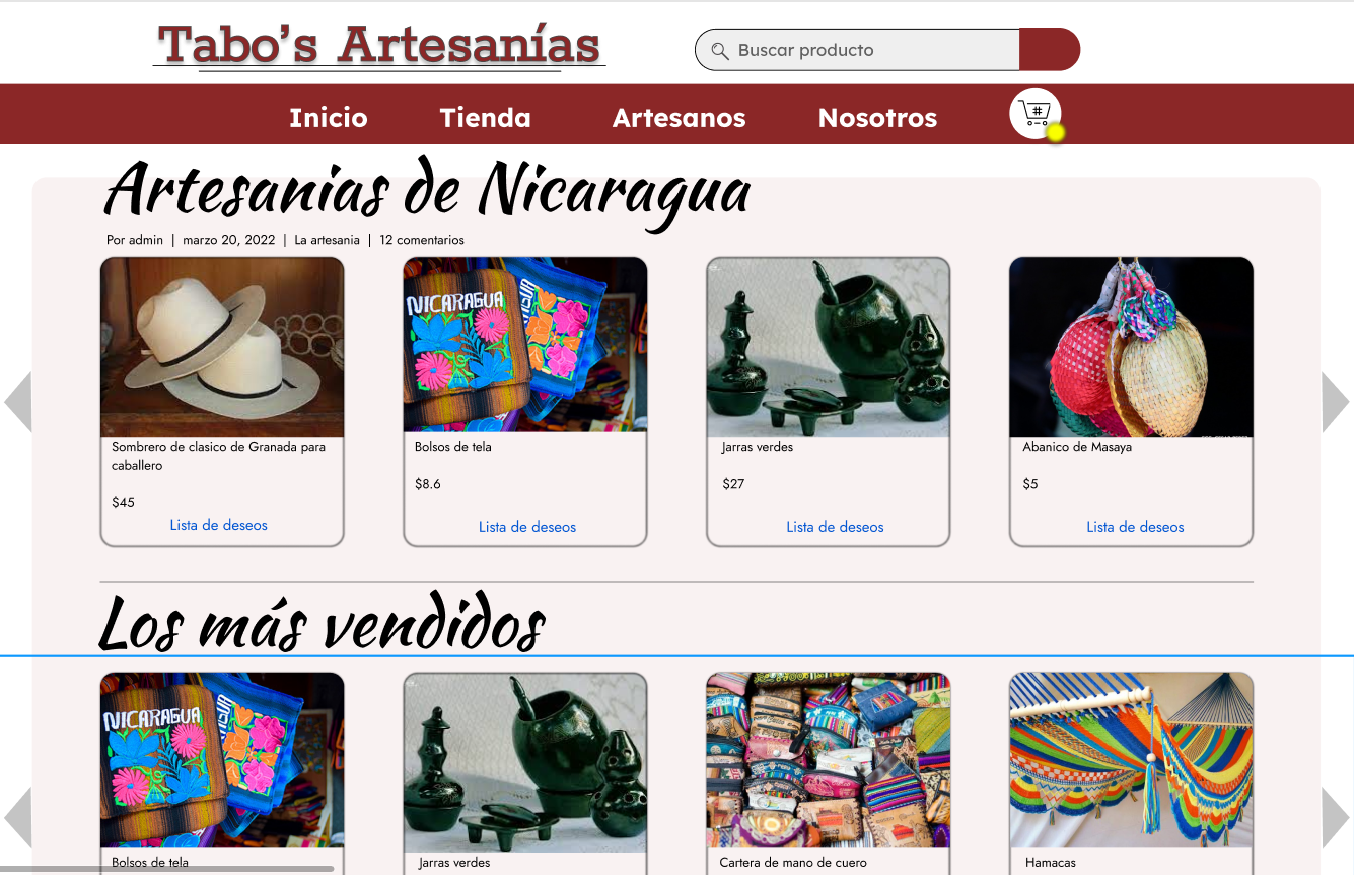 Tabo's Artesanías
Buscar producto
Inicio Tienda Artesanos Nosotros
Artesanias de Nicaragua
Por admin | marzo 20, 2022 | La artesania | 12 comentarios
NICARAGUA
Sombrero de clasico de Granada para
caballero
$45
Lista de deseos
Bolsos de tela
$8.6
Lista de deseos
Jarras verdes
$27
Lista de deseos
Abanico de Masaya
$5
Lista de deseos
Los más vendidos
NICARAGUA
Bolsos de tela
Jarras verdes
Cartera de mano de cuero
Hamacas